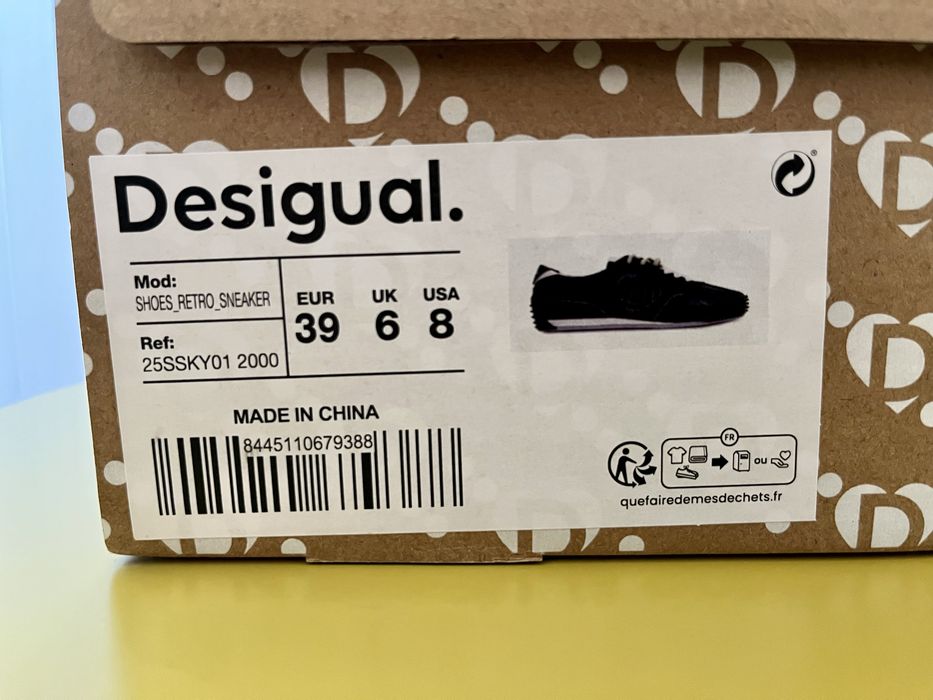 Desigual.
Mod:
SHOES_RETRO_SNEAKER
Ref:
25SSKY01 2000
EUR UK USA
39 6 8
MADE IN CHINA
8445110679388
FR
ou
quefairedemesdechets.fr